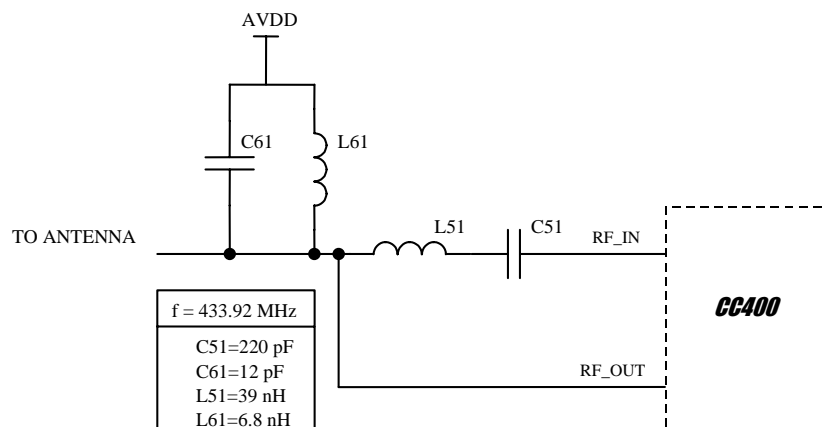 AVDD
C61
L61
TO ANTENNA
L51
C51
RF_IN
f = 433.92 MHz
CC400
C51=220 pF
C61=12 pF
L51=39 nH
L61=6.8 nH
RF_OUT